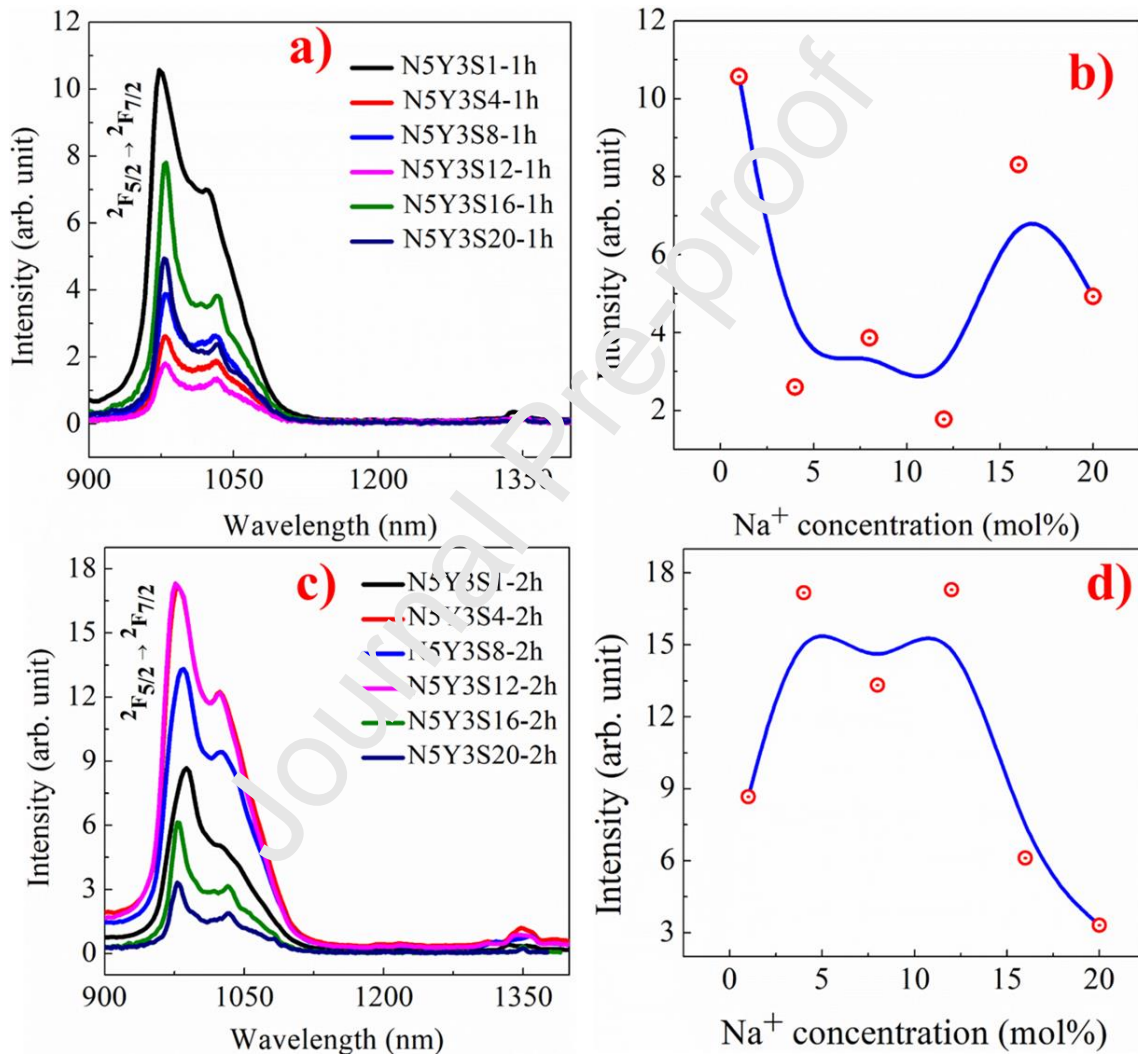 a)
12
10
8
6
4
2
0
Intensity (arb. unit)
²F₅/₂ → ²F₇/₂
N5Y3S1-1h
N5Y3S4-1h
N5Y3S8-1h
N5Y3S12-1h
N5Y3S16-1h
N5Y3S20-1h
900 1050 1200 1350
Wavelength (nm)
b)
12
10
8
6
4
2
Intensity (arb. unit)
0 5 10 15 20
Na⁺ concentration (mol%)
c)
18
15
12
9
6
3
0
Intensity (arb. unit)
²F₅/₂ → ²F₇/₂
N5Y3S1-2h
N5Y3S4-2h
N5Y3S8-2h
N5Y3S12-2h
N5Y3S16-2h
N5Y3S20-2h
900 1050 1200 1350
Wavelength (nm)
d)
18
15
12
9
6
3
Intensity (arb. unit)
0 5 10 15 20
Na⁺ concentration (mol%)
Journal Pre-proof